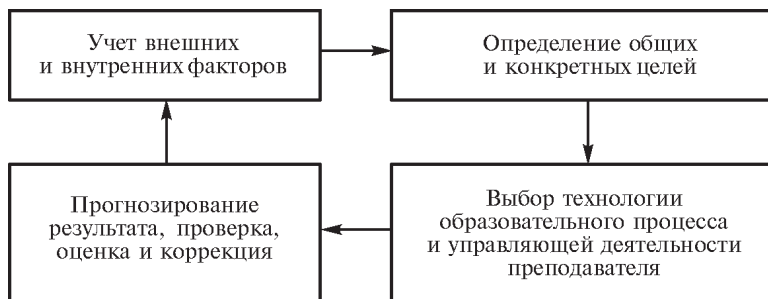 Учет внешних
и внутренних факторов
Определение общих
и конкретных целей
Прогнозирование
результата, проверка,
оценка и коррекция
Выбор технологии
образовательного процесса
и управляющей деятельности
преподавателя